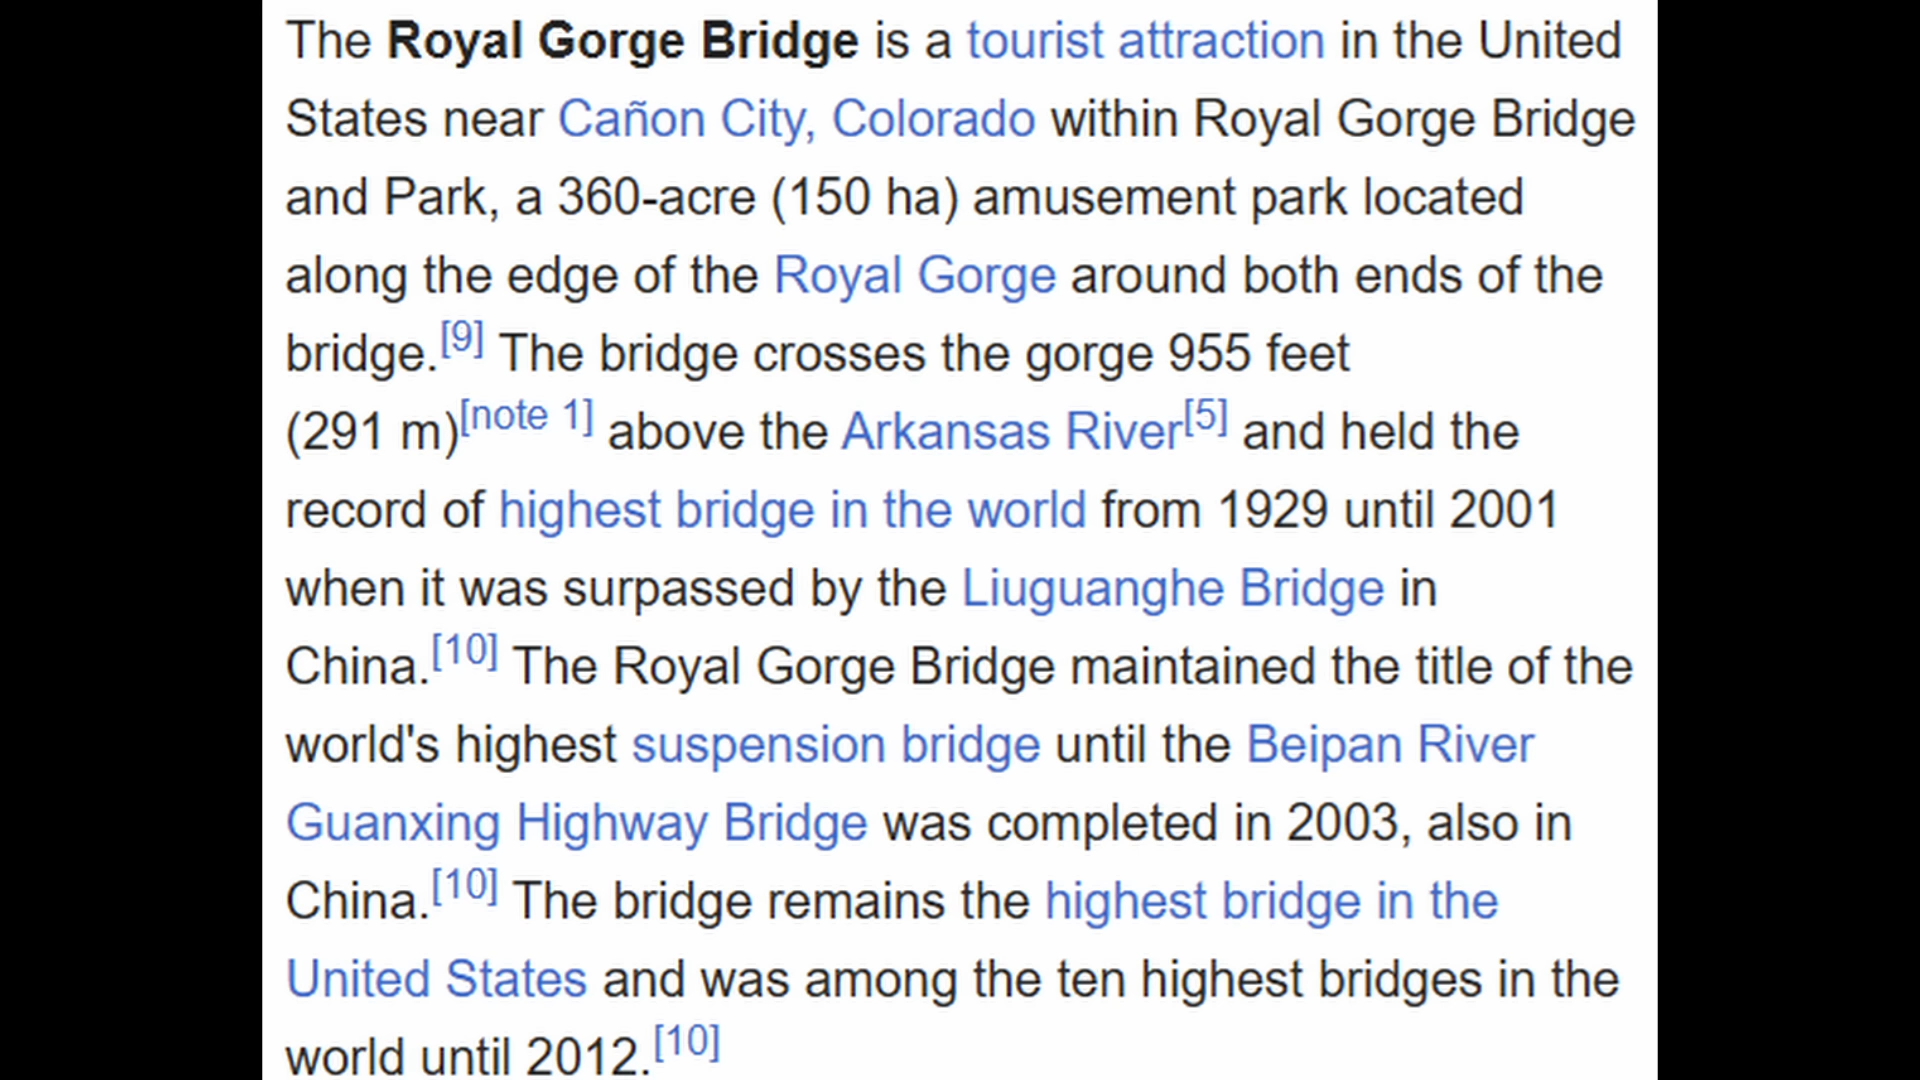 The Royal Gorge Bridge is a tourist attraction in the United
States near Cañon City, Colorado within Royal Gorge Bridge
and Park, a 360-acre (150 ha) amusement park located
along the edge of the Royal Gorge around both ends of the
bridge.[9] The bridge crosses the gorge 955 feet
(291 m)[note 1] above the Arkansas River[5] and held the
record of highest bridge in the world from 1929 until 2001
when it was surpassed by the Liuguanghe Bridge in
China.[10] The Royal Gorge Bridge maintained the title of the
world's highest suspension bridge until the Beipan River
Guanxing Highway Bridge was completed in 2003, also in
China.[10] The bridge remains the highest bridge in the
United States and was among the ten highest bridges in the
world until 2012.[10]